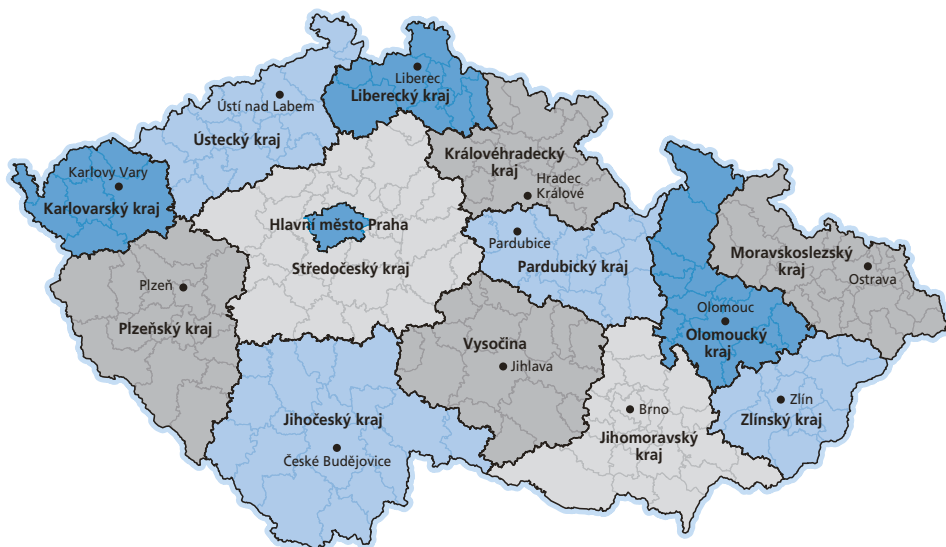 Liberec
Liberecký kraj
Ústí nad Labem
Ústecký kraj
Královéhradecký
kraj
Hradec
Králové
Karlovy Vary
Karlovarský kraj
Hlavní město Praha
Středočeský kraj
Pardubice
Pardubický kraj
Moravskoslezský
kraj
Ostrava
Plzeň
Plzeňský kraj
Olomouc
Olomoucký
kraj
Vysočina
Jihlava
Jihočeský kraj
České Budějovice
Brno
Jihomoravský
kraj
Zlín
Zlínský kraj